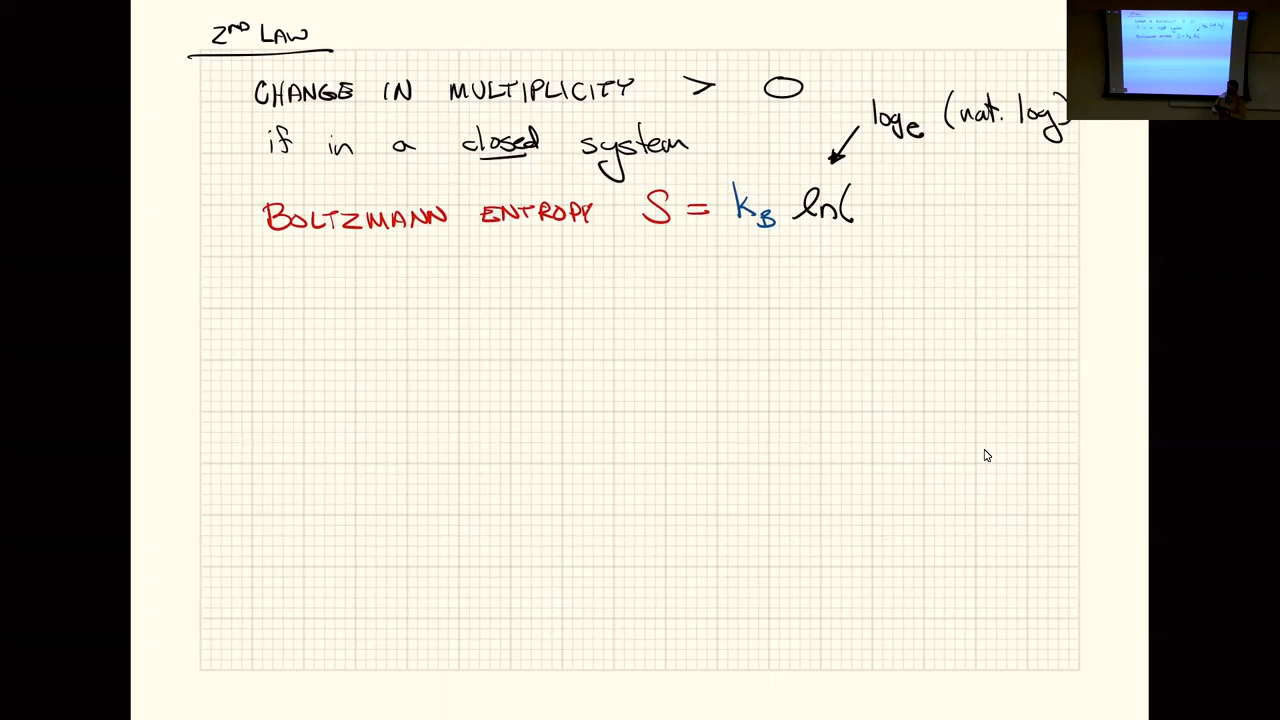 2ND LAW
CHANGE IN MULTIPLICITY > 0
if in a closed system
loge (nat. log)
BOLTZMANN ENTROPY S = kB ln(